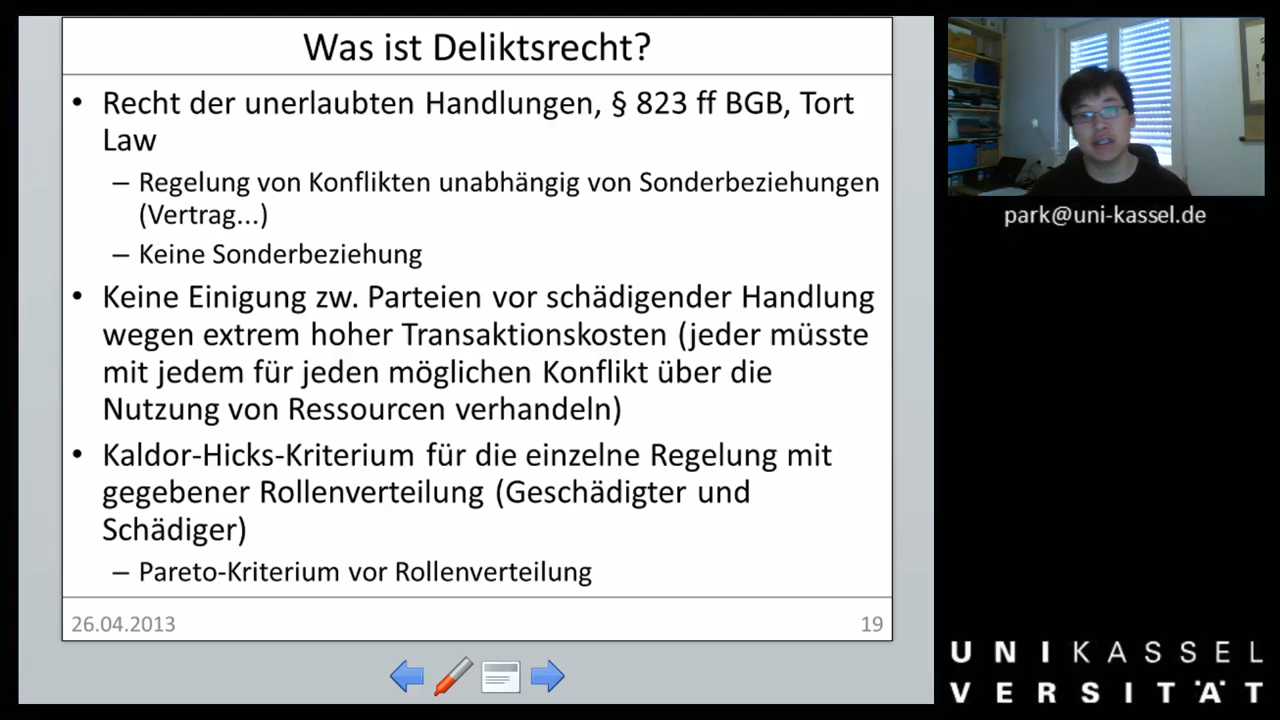 Was ist Deliktsrecht?
• Recht der unerlaubten Handlungen, § 823 ff BGB, Tort
Law
– Regelung von Konflikten unabhängig von Sonderbeziehungen
(Vertrag...)
– Keine Sonderbeziehung
• Keine Einigung zw. Parteien vor schädigender Handlung
wegen extrem hoher Transaktionskosten (jeder müsste
mit jedem für jeden möglichen Konflikt über die
Nutzung von Ressourcen verhandeln)
• Kaldor-Hicks-Kriterium für die einzelne Regelung mit
gegebener Rollenverteilung (Geschädigter und
Schädiger)
– Pareto-Kriterium vor Rollenverteilung
26.04.2013
19
park@uni-kassel.de
UNIKASSEL
VERSITÄT